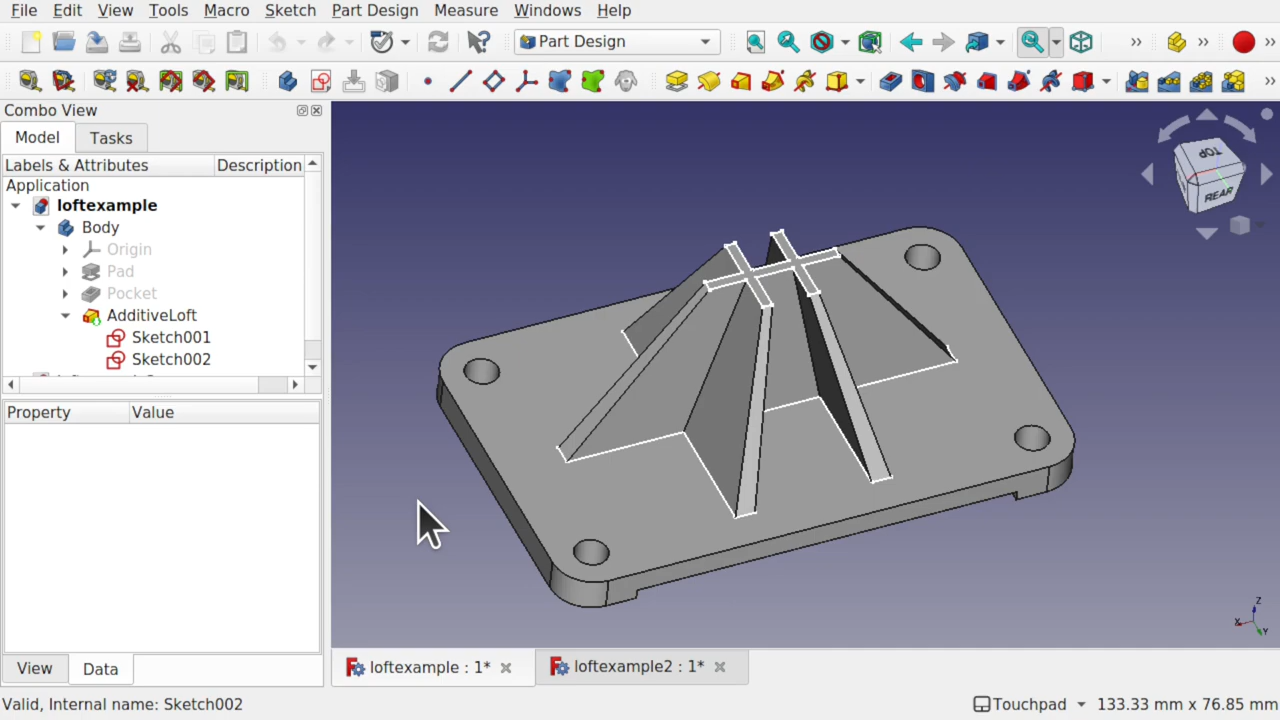 File Edit View Tools Macro Sketch Part Design Measure Windows Help
Part Design
»
»
»
Combo View
Model Tasks
Labels & Attributes Description
Application
loftexample
Body
Origin
Pad
Pocket
AdditiveLoft
Sketch001
Sketch002
Property Value
View Data
TOP
REAR
Z
X
Y
loftexample : 1*
loftexample2 : 1*
Valid, Internal name: Sketch002
Touchpad 133.33 mm x 76.85 mm